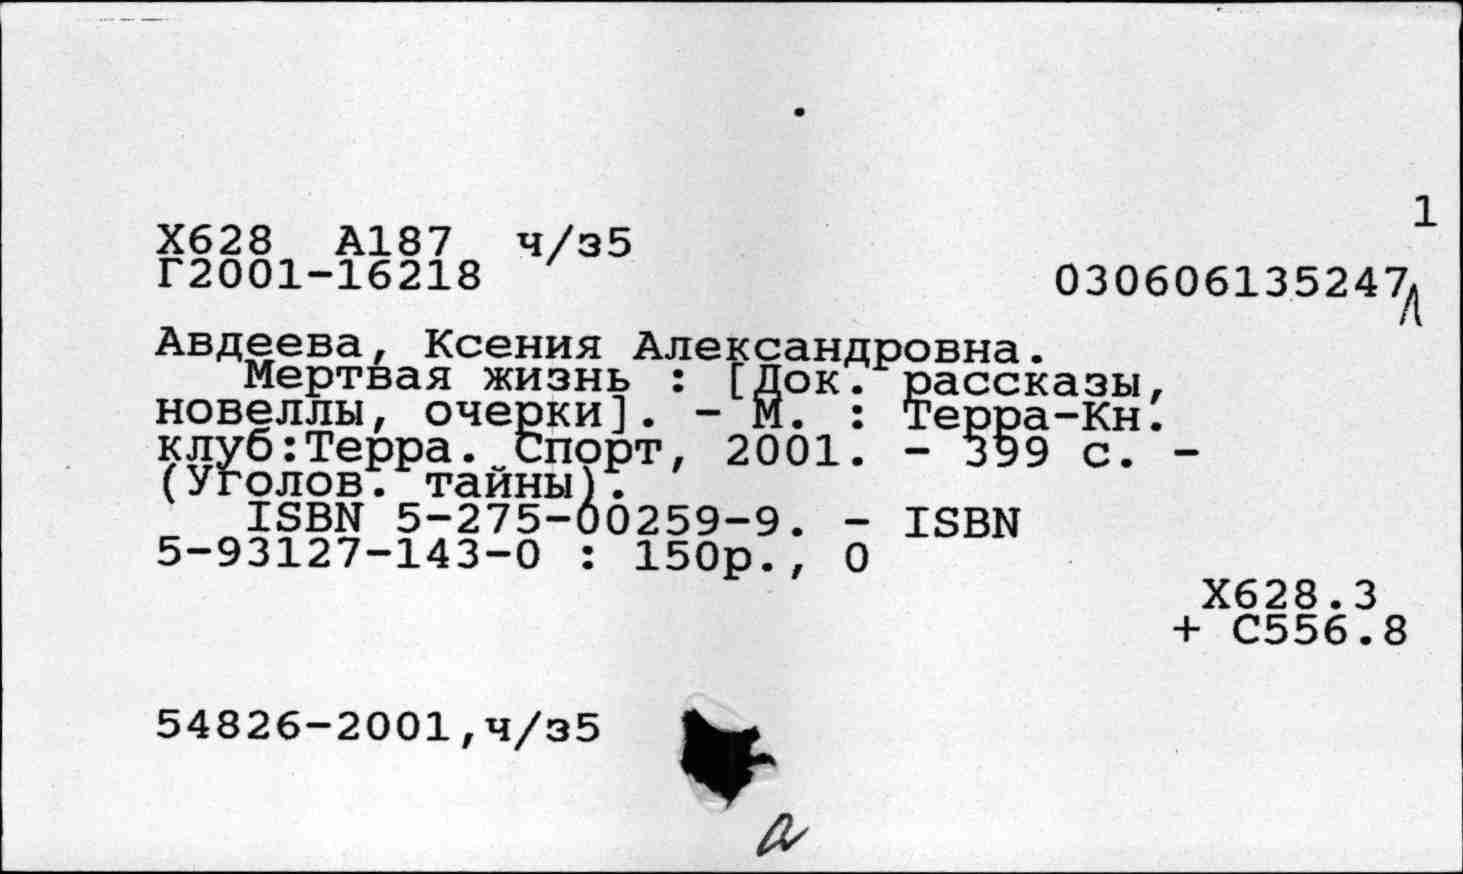 1
Х628 А187 ч/з5
Г2001-16218 030606135247
Л
Авдеева, Ксения Александровна.
Мертвая жизнь : [Док. рассказы,
новеллы, очерки]. - М. : Терра-Кн.
клуб:Терра. Спорт, 2001. - 399 с. -
(Уголов. тайны).
ISBN 5-275-00259-9. - ISBN
5-93127-143-0 : 150р., 0
Х628.3
+ С556.8
54826-2001,ч/з5
а